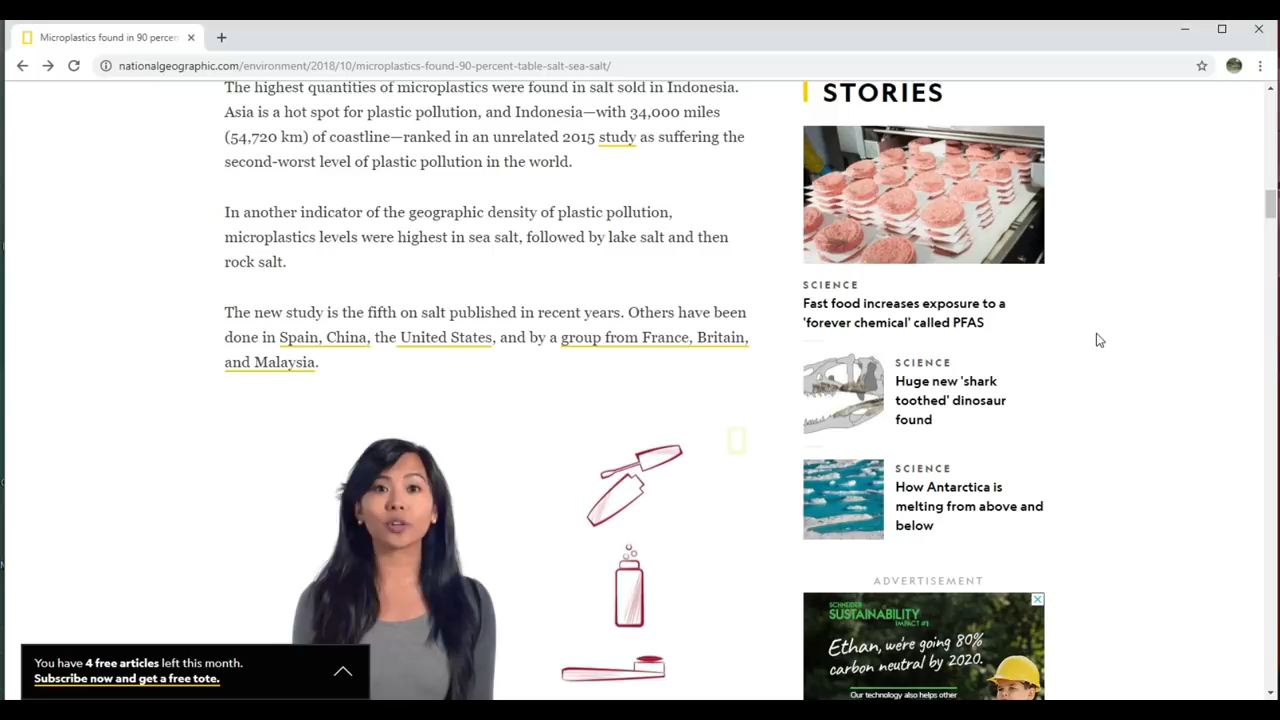 Microplastics found in 90 percen
nationalgeographic.com/environment/2018/10/microplastics-found-90-percent-table-salt-sea-salt/
The highest quantities of microplastics were found in salt sold in Indonesia.
Asia is a hot spot for plastic pollution, and Indonesia—with 34,000 miles
(54,720 km) of coastline—ranked in an unrelated 2015 study as suffering the
second-worst level of plastic pollution in the world.
In another indicator of the geographic density of plastic pollution,
microplastics levels were highest in sea salt, followed by lake salt and then
rock salt.
The new study is the fifth on salt published in recent years. Others have been
done in Spain, China, the United States, and by a group from France, Britain,
and Malaysia.
You have 4 free articles left this month.
Subscribe now and get a free tote.
STORIES
SCIENCE
Fast food increases exposure to a
'forever chemical' called PFAS
SCIENCE
Huge new 'shark
toothed' dinosaur
found
SCIENCE
How Antarctica is
melting from above and
below
ADVERTISEMENT
SCHNEIDER
SUSTAINABILITY
IMPACT #1
Ethan, we're going 80%
carbon neutral by 2020.
Our technology also helps other